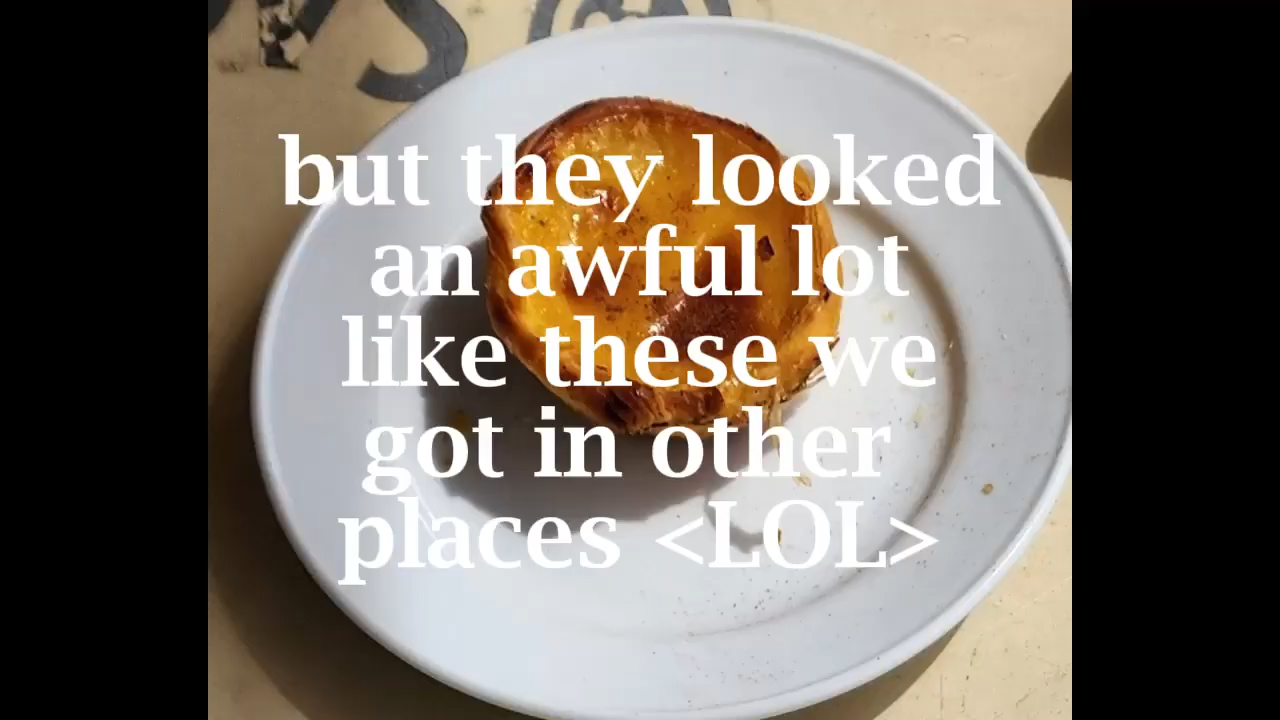 but they looked
an awful lot
like these we
got in other
places <LOL>